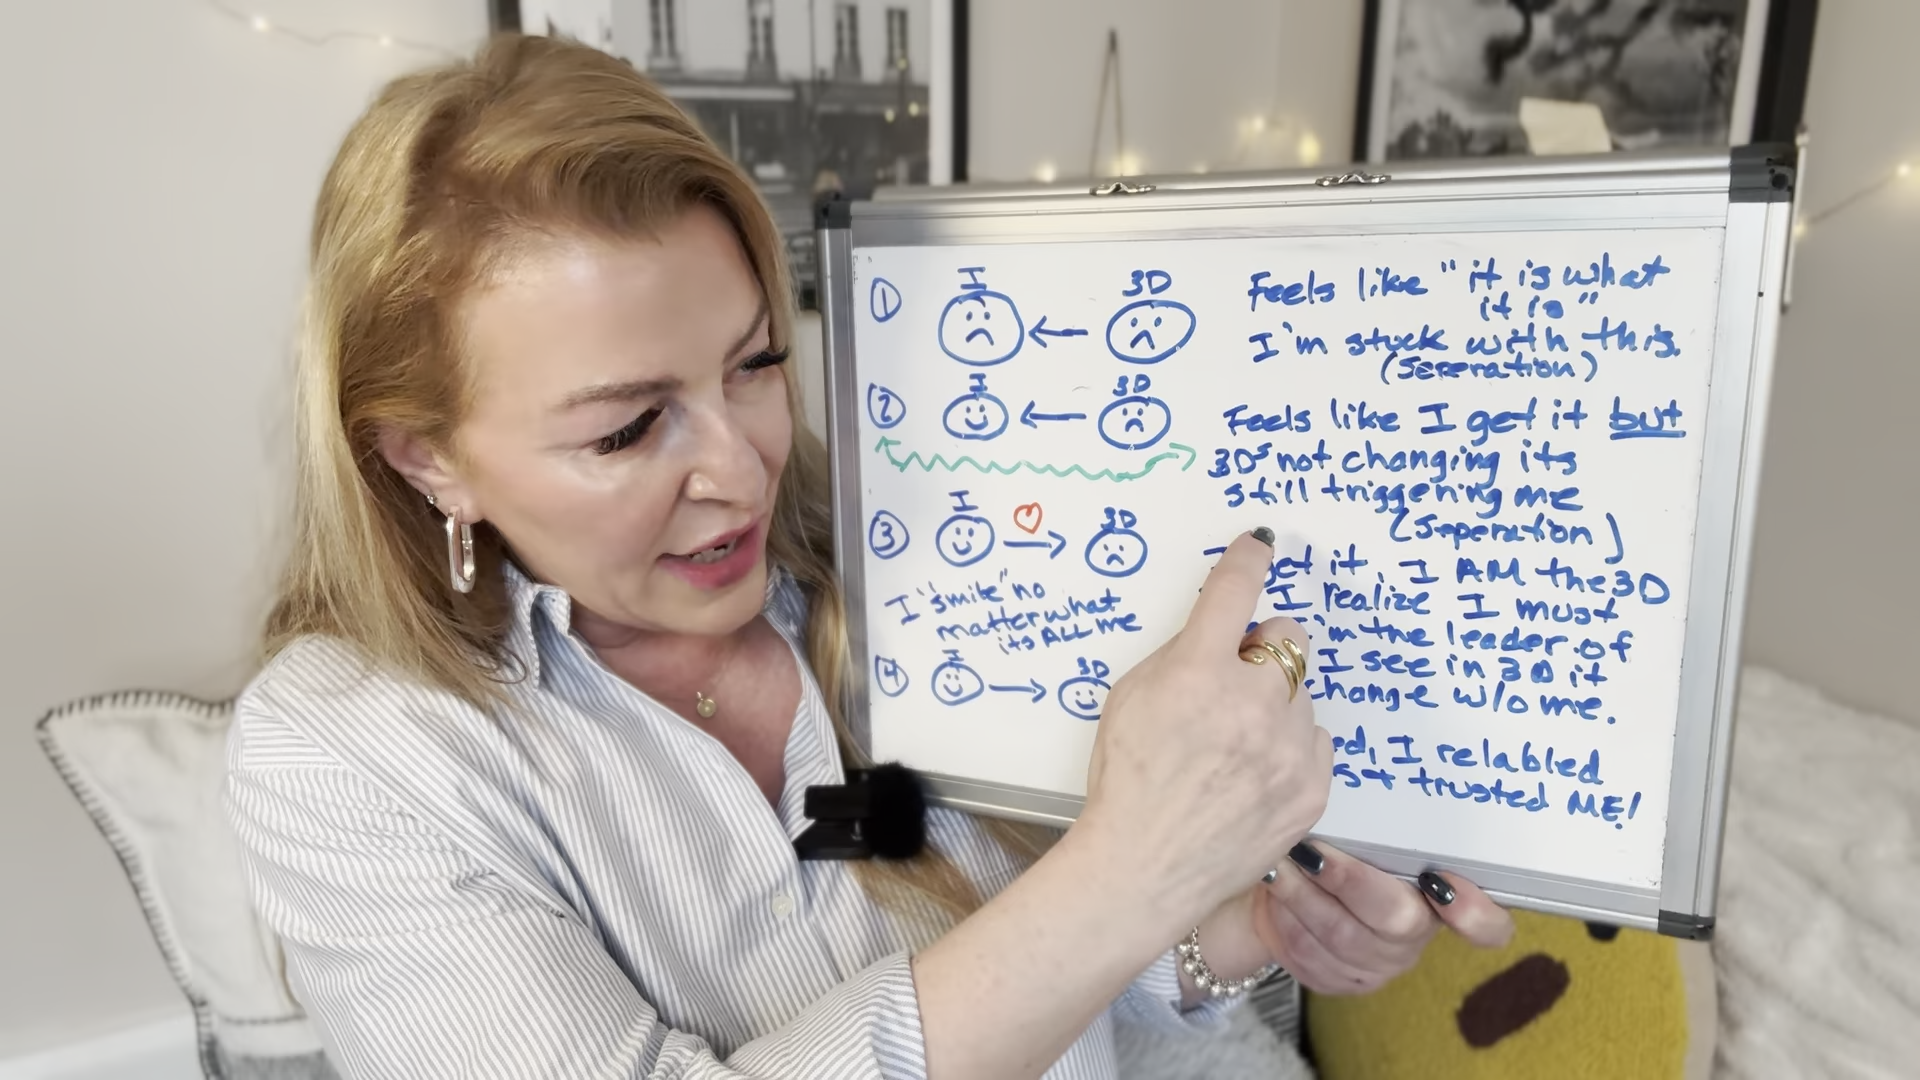 ① I 3D
Feels like "it is what
it is"
I'm stuck with this.
(Seperation)
② I 3D
Feels like I get it but
3D's not changing its
still triggering me
(Seperation)
③ I 3D
I "smile" no
matter what
its ALL me
get it, I AM the 3D
I realize I must
I'm the leader of
I see in 3D it
change w/o me.
④ I 3D
I relabled
trusted ME!